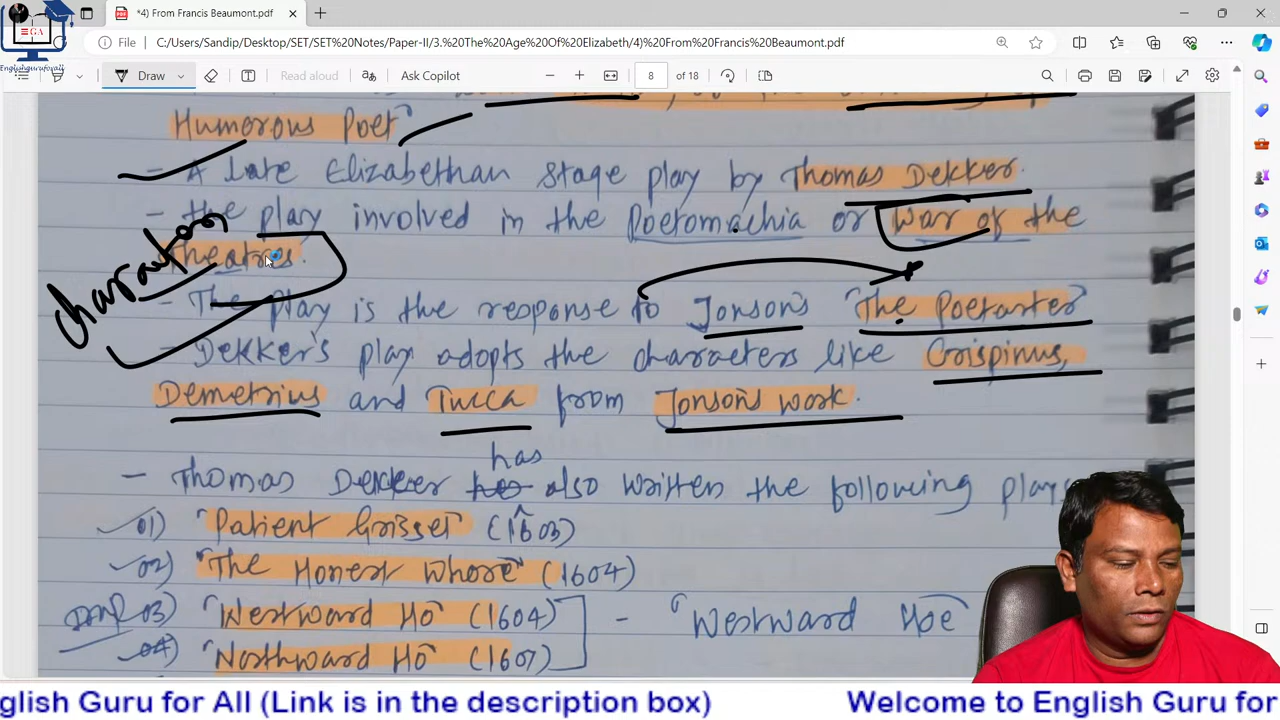 *4) From Francis Beaumont.pdf
File
C:/Users/Sandip/Desktop/SET/SET%20Notes/Paper-II/3.%20The%20Age%20Of%20Elizabeth/4)%20From%20Francis%20Beaumont.pdf
EGA
Englishguruforall
Draw
Read aloud
Ask Copilot
8 of 18
Humorous Poet"
- A late Elizabethan stage play by Thomas Dekker.
- the play involved in the Poetomachia or War of the
Theatres.
- The play is the response to Jonson's "The Poetaster"
- Dekker's play adopts the characters like Crispinus,
Demetrius and Tucca from Jonson's work.
has
- Thomas Dekker also written the following plays
01) "Patient Grissel" (1603)
02) "The Honest Whore" (1604)
03) "Westward Ho" (1604) - "Westward Hoe"
04) "Northward Ho" (1607)
glish Guru for All (Link is in the description box)
Welcome to English Guru for